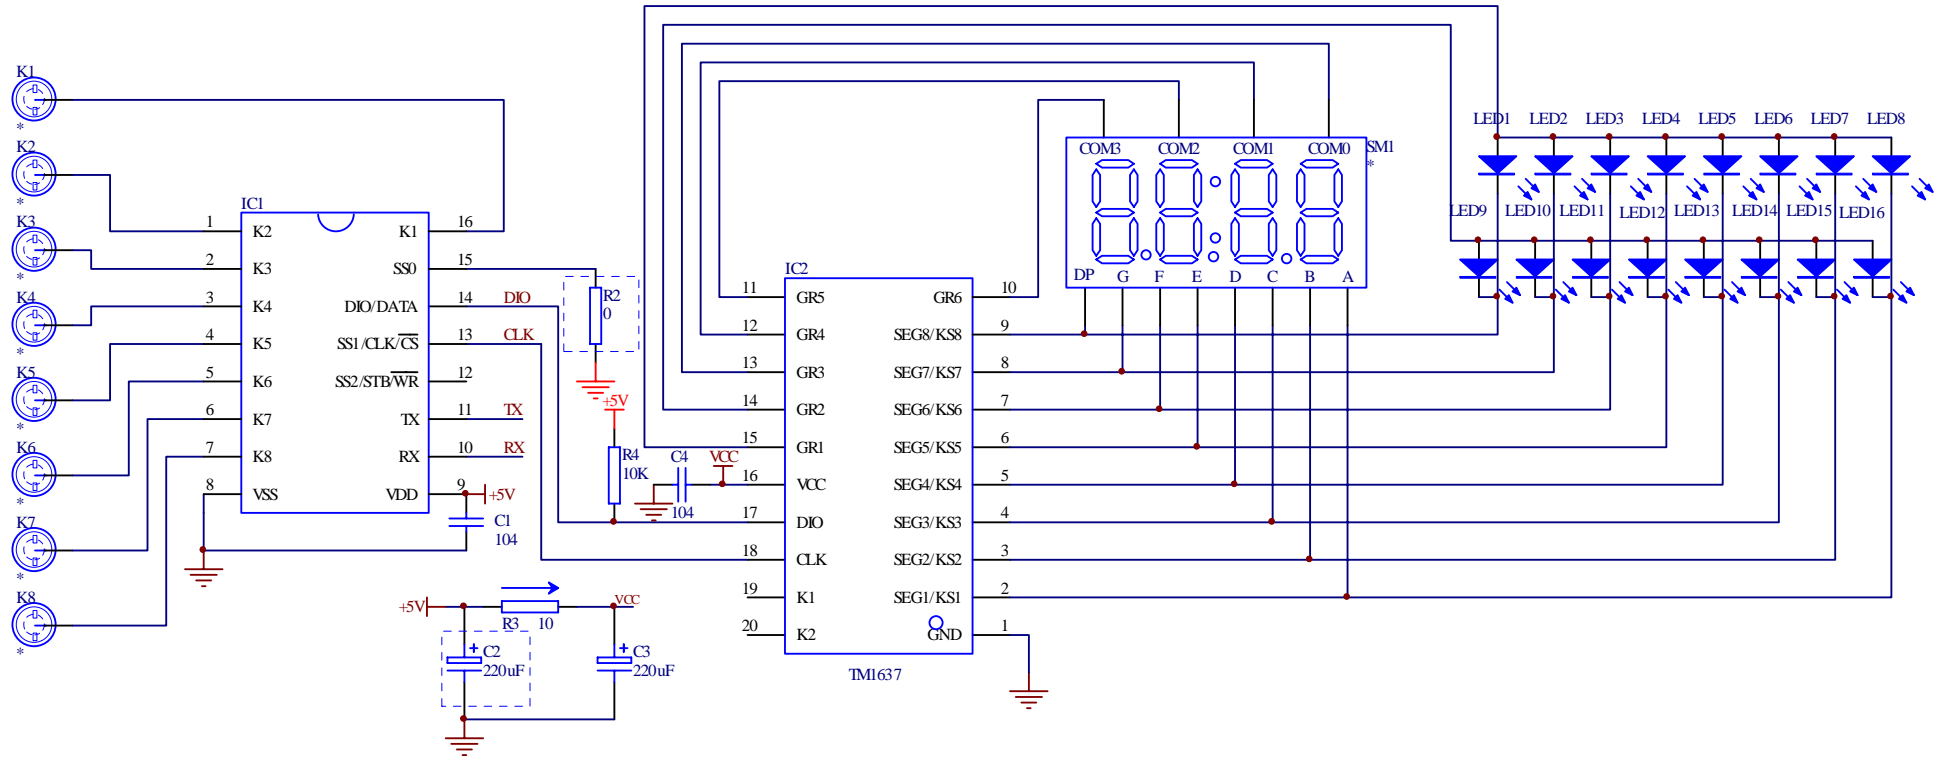 K1
*
K2
*
K3
*
K4
*
K5
*
K6
*
K7
*
K8
*
IC1
1 K2 K1 16
2 K3 SS0 15
3 K4 DIO/DATA 14 DIO
4 K5 SS1/CLK/CS 13 CLK
5 K6 SS2/STB/WR 12
6 K7 TX 11 TX
7 K8 RX 10 RX
8 VSS VDD 9 +5V
C1
104
R2
0
+5V
R4
10K
C4
104
VCC
+5V
R3 10
VCC
C2
220uF
C3
220uF
IC2
11 GR5 GR6 10
12 GR4 SEG8/KS8 9
13 GR3 SEG7/KS7 8
14 GR2 SEG6/KS6 7
15 GR1 SEG5/KS5 6
16 VCC SEG4/KS4 5
17 DIO SEG3/KS3 4
18 CLK SEG2/KS2 3
19 K1 SEG1/KS1 2
20 K2 GND 1
TM1637
COM3 COM2 COM1 COM0
SM1
*
DP G F E D C B A
LED1 LED2 LED3 LED4 LED5 LED6 LED7 LED8
LED9 LED10 LED11 LED12 LED13 LED14 LED15 LED16